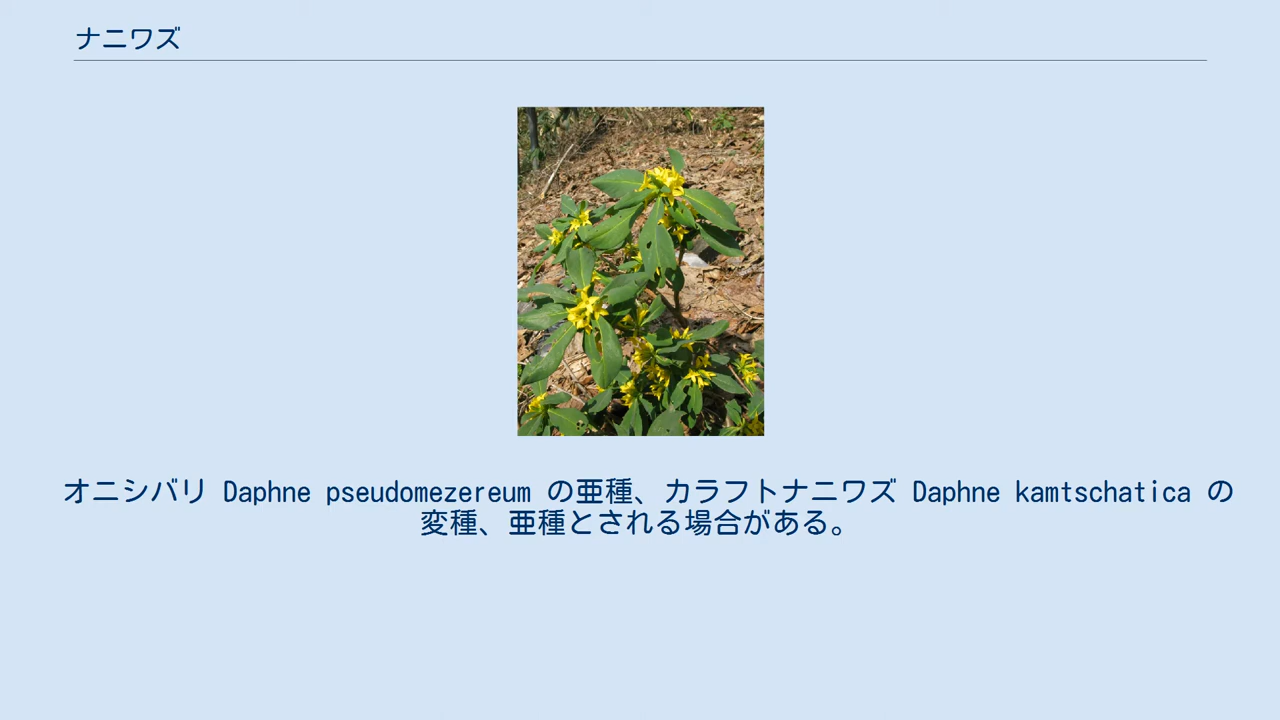 ナニワズ
オニシバリ Daphne pseudomezereum の亜種、カラフトナニワズ Daphne kamtschatica の
変種、亜種とされる場合がある。